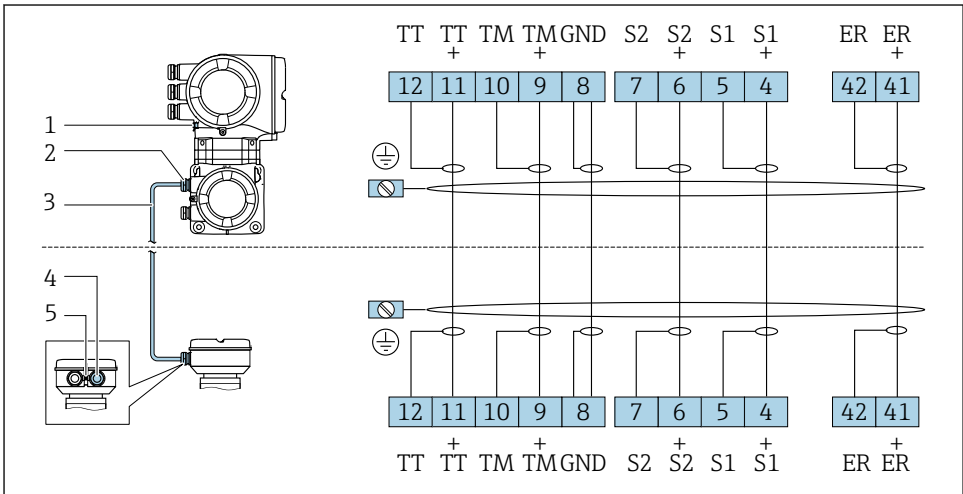 TT TT TM TM GND S2 S2 S1 S1 ER ER
+ + + + +
12 11 10 9 8 7 6 5 4 42 41
1
2
3
4
5
12 11 10 9 8 7 6 5 4 42 41
+ + + + +
TT TT TM TM GND S2 S2 S1 S1 ER ER